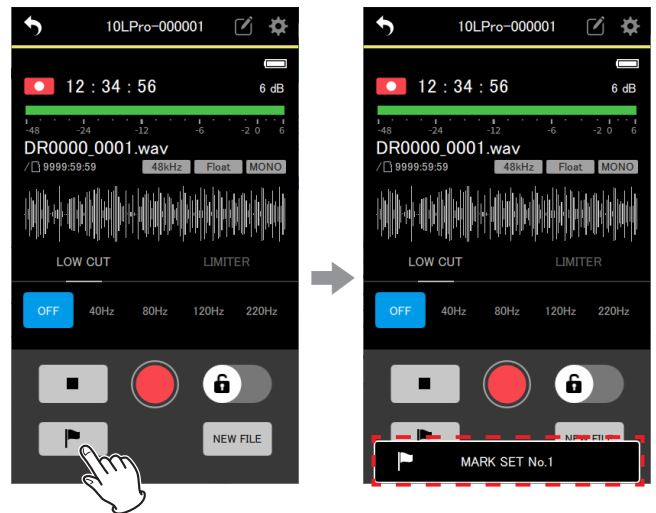 10LPro-000001
12 : 34 : 56 6 dB
-48 -24 -12 -6 -2 0 6
DR0000_0001.wav
/ 9999:59:59 48kHz Float MONO
LOW CUT LIMITER
OFF 40Hz 80Hz 120Hz 220Hz
NEW FILE
10LPro-000001
12 : 34 : 56 6 dB
-48 -24 -12 -6 -2 0 6
DR0000_0001.wav
/ 9999:59:59 48kHz Float MONO
LOW CUT LIMITER
OFF 40Hz 80Hz 120Hz 220Hz
NEW FILE
MARK SET No.1